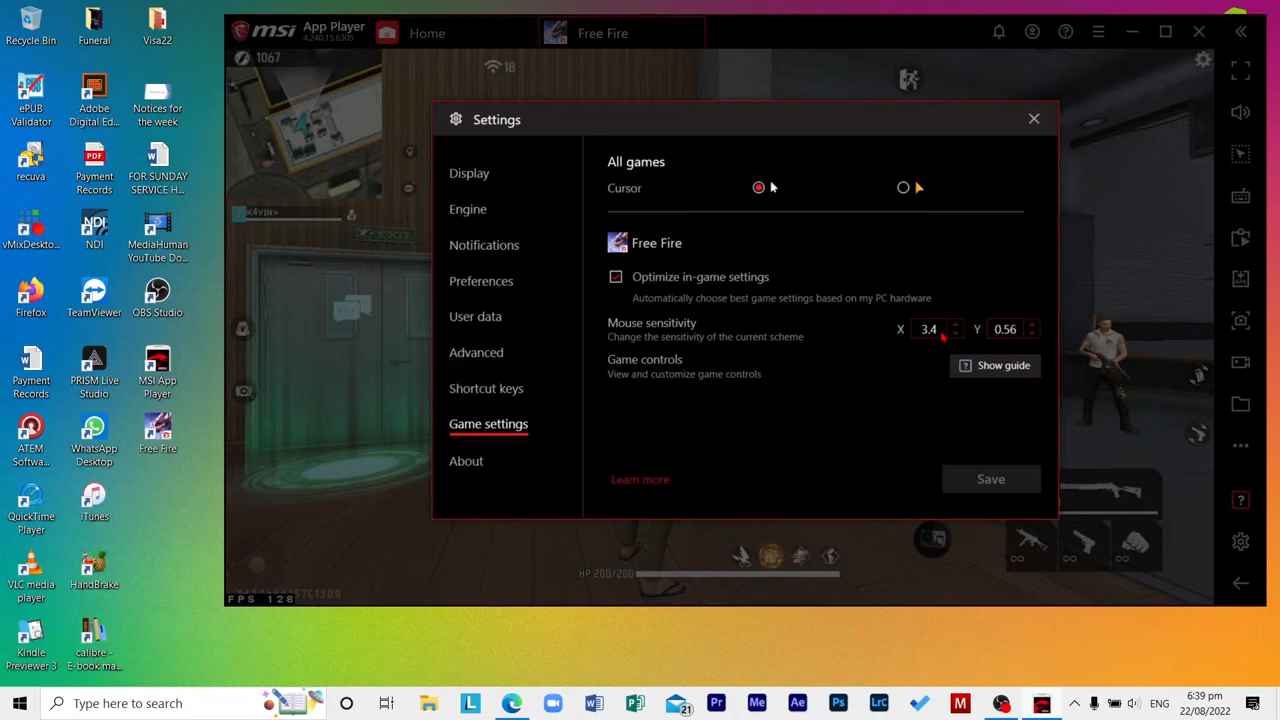 Recycle Bin
Funeral
Visa22
ePUB Validator
Adobe Digital Ed...
Notices for the week
recuva
Payment Records
FOR SUNDAY SERVICE H...
vMixDeskto...
NDI
MediaHuman YouTube Do...
Firefox
TeamViewer
OBS Studio
Payment Records
PRISM Live Studio
MSI App Player
ATEM Softwa...
WhatsApp Desktop
Free Fire
QuickTime Player
iTunes
VLC media player
HandBrake
Kindle Previewer 3
calibre - E-book ma...
msi App Player
4.240.15.6305
Home
Free Fire
1067
18
Settings
Display
Engine
Notifications
Preferences
User data
Advanced
Shortcut keys
Game settings
About
All games
Cursor
Free Fire
Optimize in-game settings
Automatically choose best game settings based on my PC hardware
Mouse sensitivity
X 3.4 Y 0.56
Change the sensitivity of the current scheme
Game controls
Show guide
View and customize game controls
Learn more
Save
HP 200/200
FPS 128
Type here to search
21
ENG
6:39 pm
22/08/2022